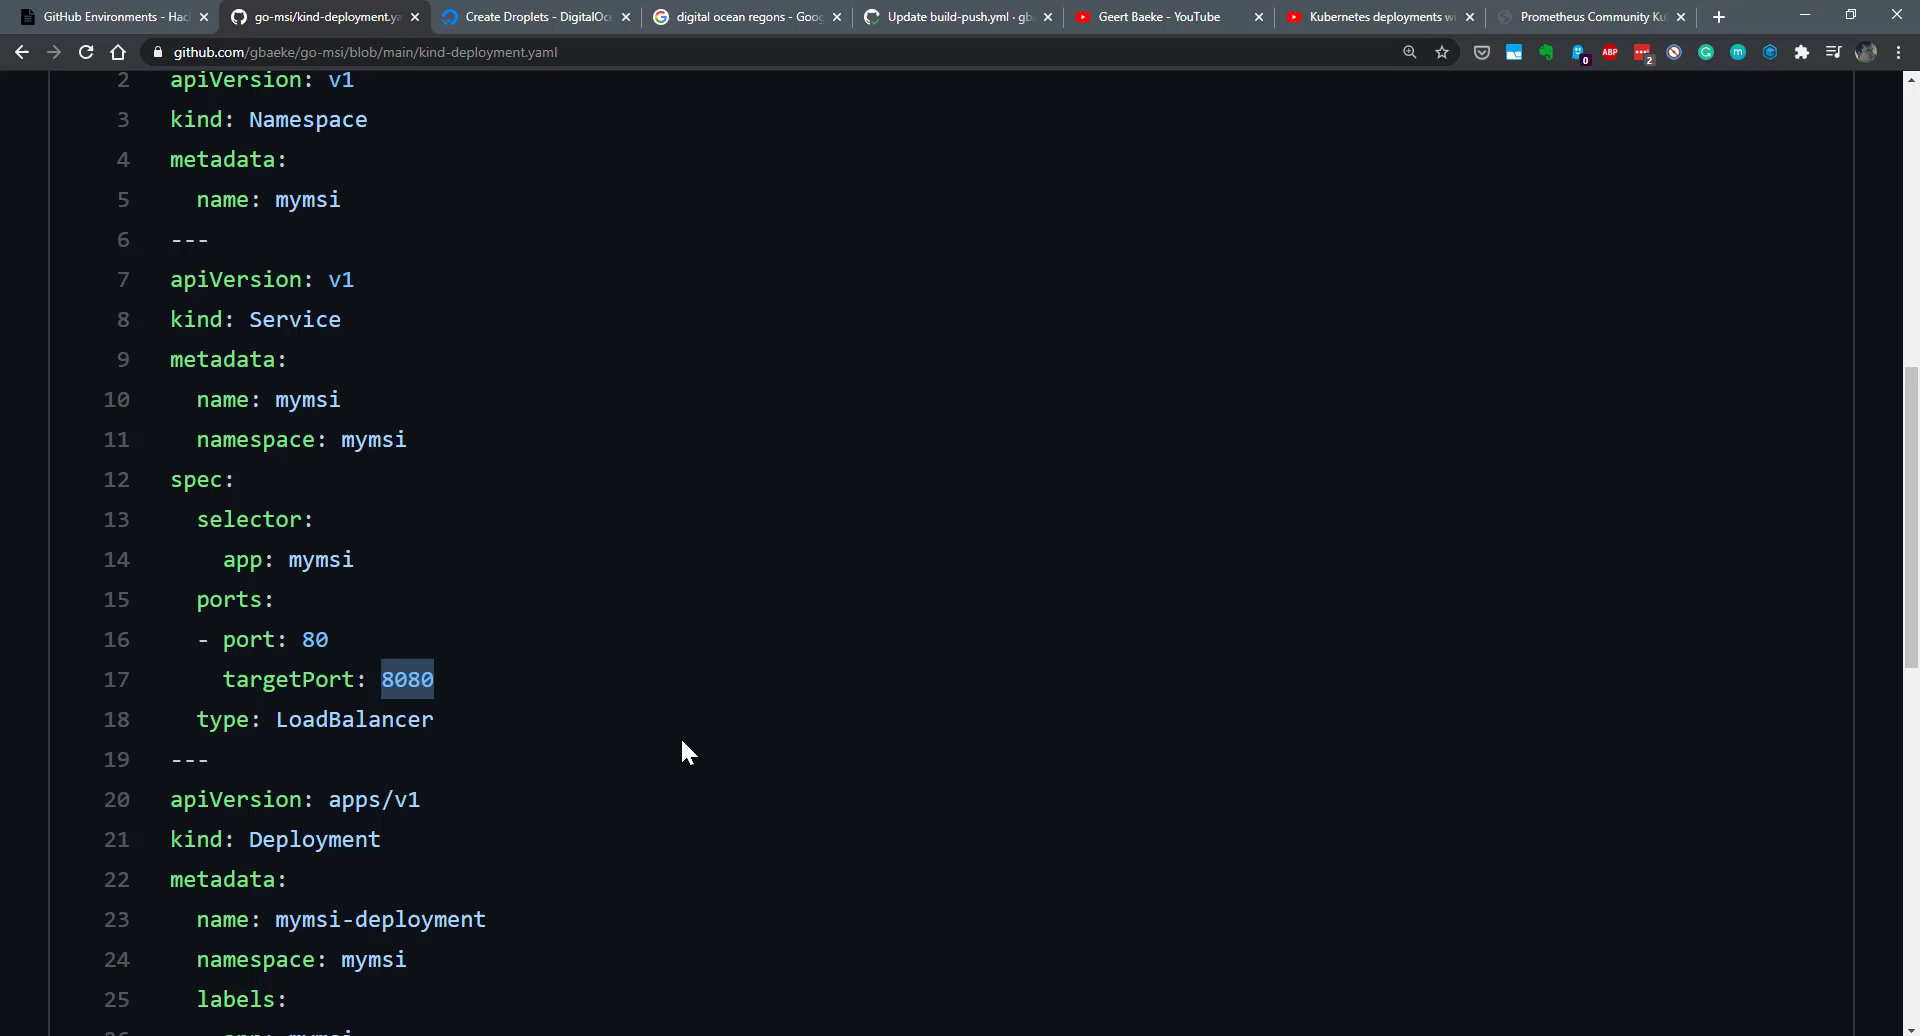 GitHub Environments - Hac
go-msi/kind-deployment.ya
Create Droplets - DigitalOc
digital ocean regons - Goog
Update build-push.yml · gb
Geert Baeke - YouTube
Kubernetes deployments wi
Prometheus Community Ku
github.com/gbaeke/go-msi/blob/main/kind-deployment.yaml
0
ABP
2
G
m
2 apiVersion: v1
3 kind: Namespace
4 metadata:
5 name: mymsi
6 ---
7 apiVersion: v1
8 kind: Service
9 metadata:
10 name: mymsi
11 namespace: mymsi
12 spec:
13 selector:
14 app: mymsi
15 ports:
16 - port: 80
17 targetPort: 8080
18 type: LoadBalancer
19 ---
20 apiVersion: apps/v1
21 kind: Deployment
22 metadata:
23 name: mymsi-deployment
24 namespace: mymsi
25 labels: